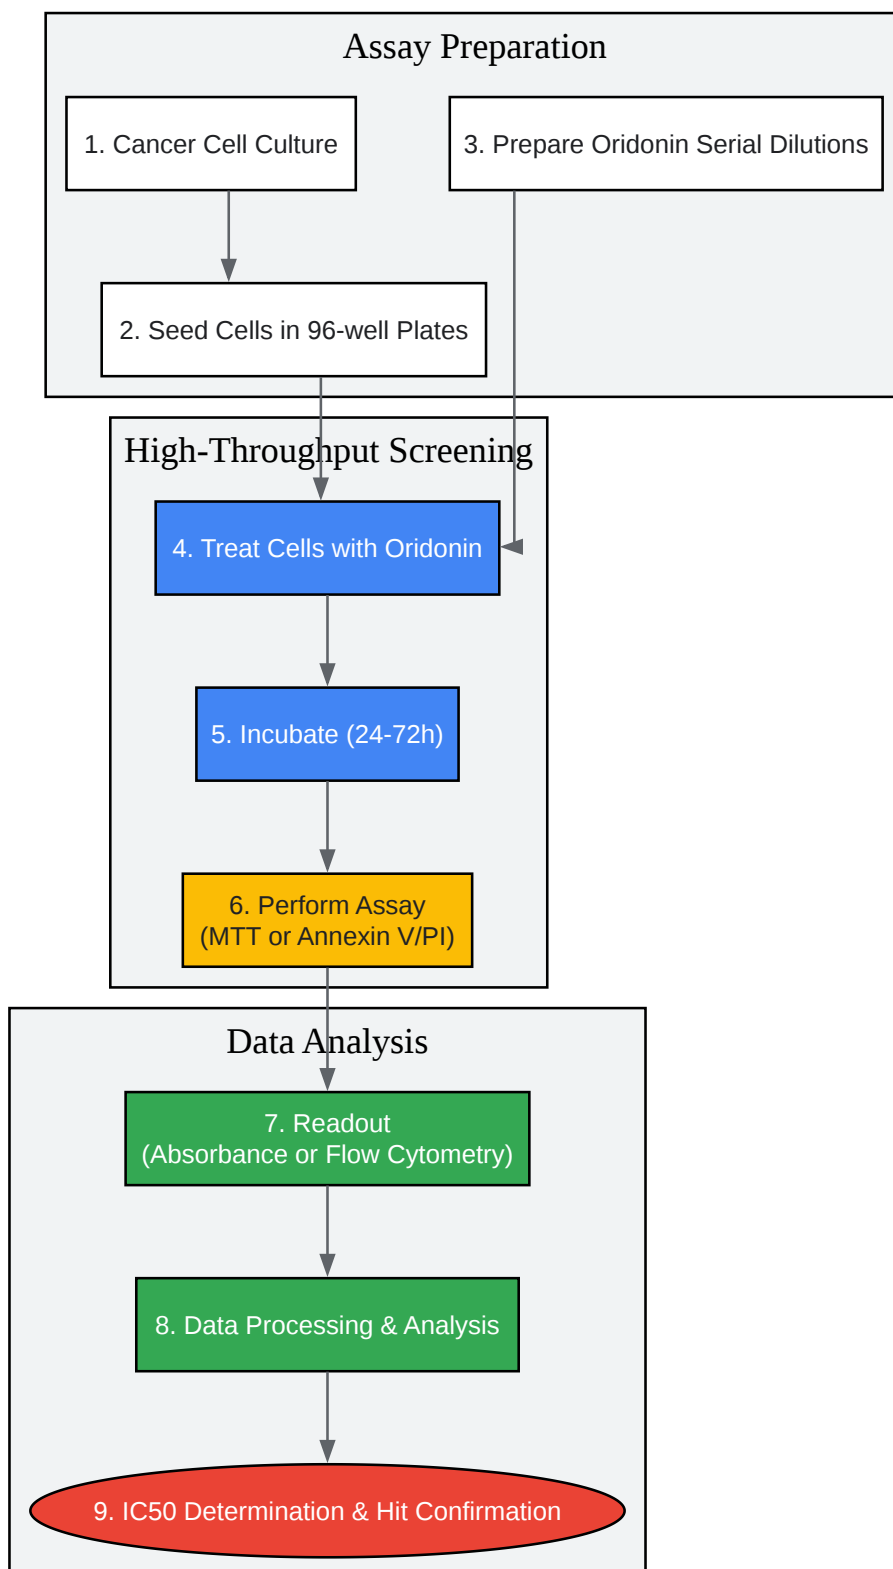 Assay Preparation
1. Cancer Cell Culture
3. Prepare Oridonin Serial Dilutions
2. Seed Cells in 96-well Plates
High-Throughput Screening
4. Treat Cells with Oridonin
5. Incubate (24-72h)
6. Perform Assay
(MTT or Annexin V/PI)
Data Analysis
7. Readout
(Absorbance or Flow Cytometry)
8. Data Processing & Analysis
9. IC50 Determination & Hit Confirmation